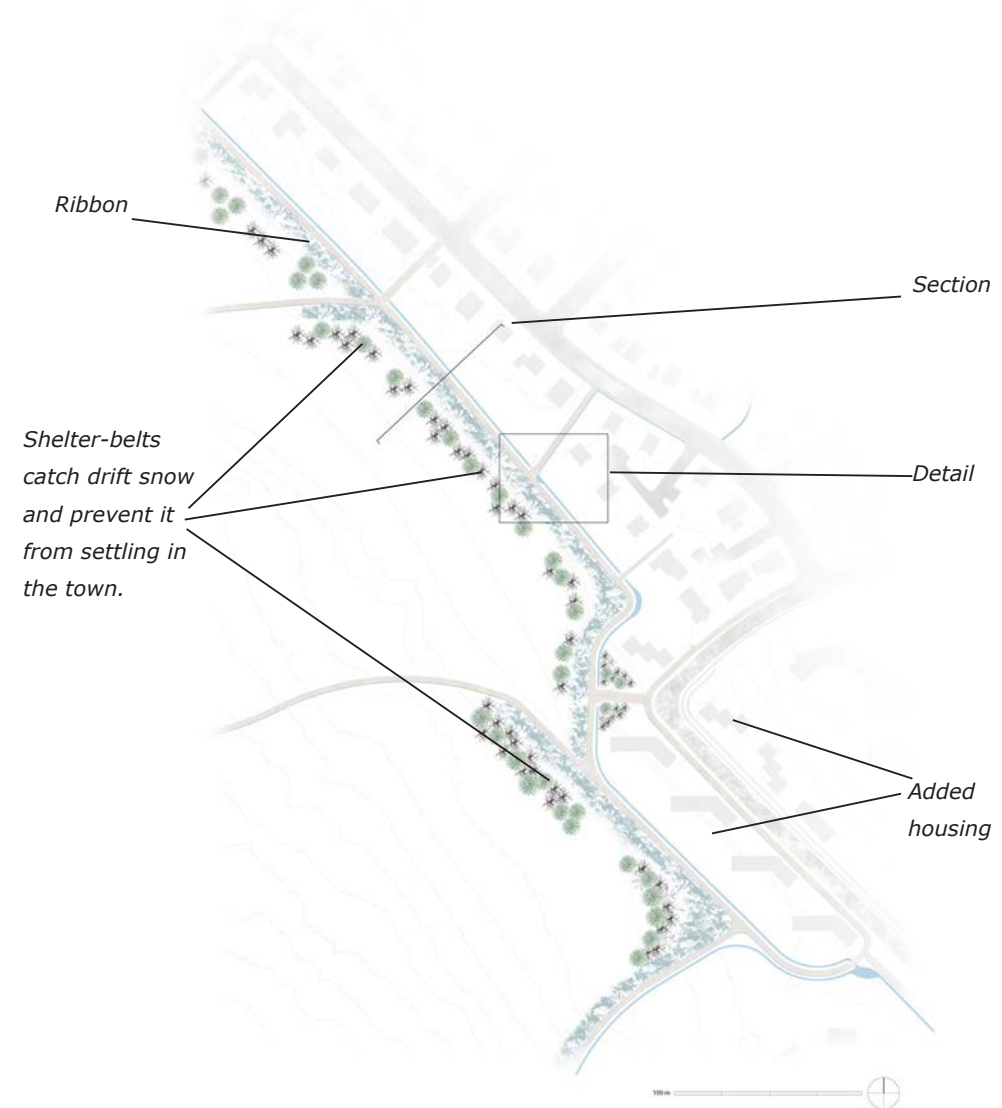 Ribbon
Section
Shelter-belts
catch drift snow
and prevent it
from settling in
the town.
Detail
Added
housing
100 m